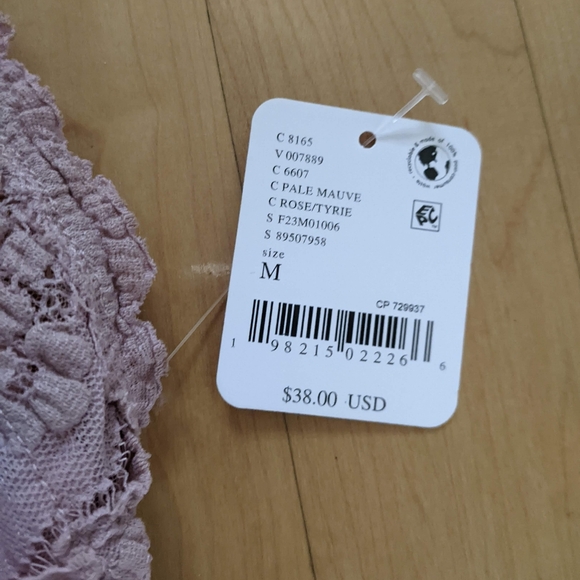 C 8165
V 007889
C 6607
C PALE MAUVE
C ROSE/TYRIE
S F23M01006
S 89507958
size
M
CP 729937
1 98215 02226 6
$38.00 USD